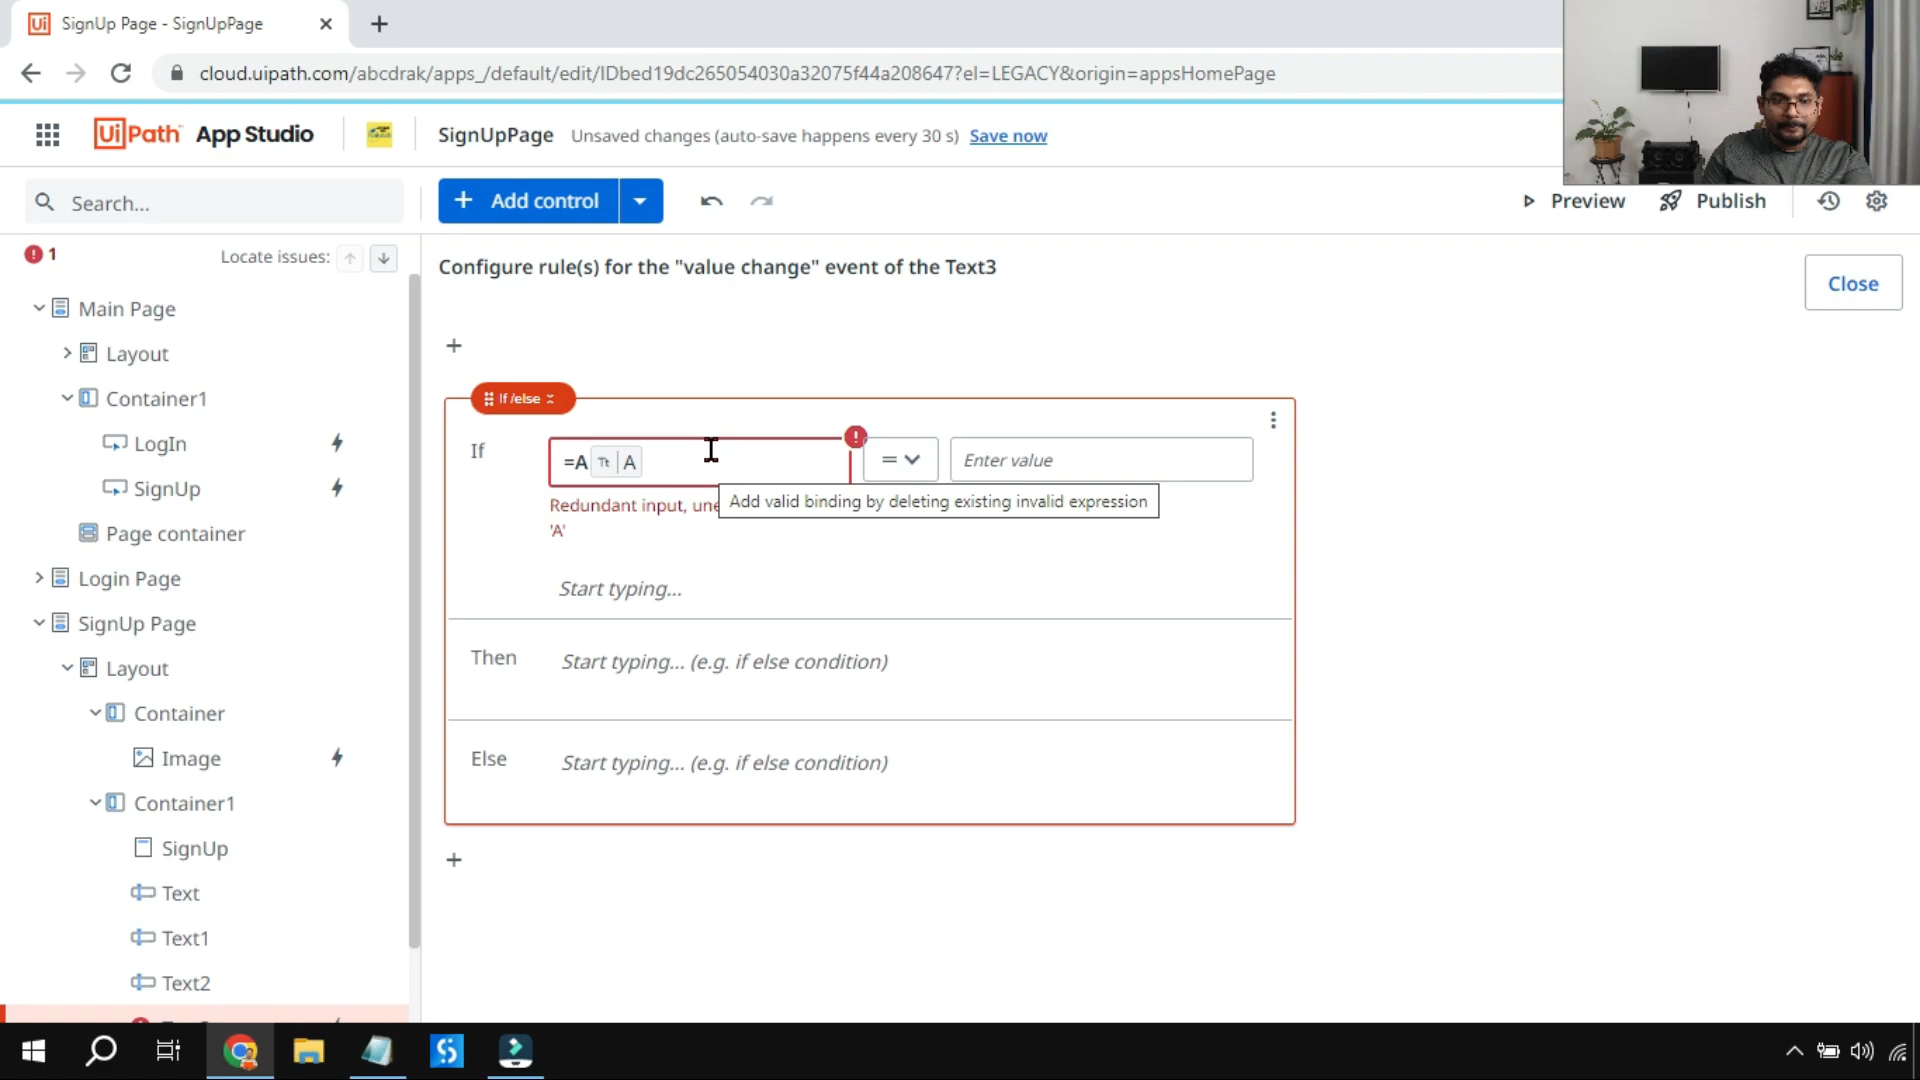 SignUp Page - SignUpPage
cloud.uipath.com/abcdrak/apps_/default/edit/IDbed19dc265054030a32075f44a208647?el=LEGACY&origin=appsHomePage
UiPath App Studio
SignUpPage Unsaved changes (auto-save happens every 30 s) Save now
Search...
+ Add control
Preview
Publish
1
Locate issues:
Configure rule(s) for the "value change" event of the Text3
Close
Main Page
Layout
Container1
LogIn
SignUp
Page container
Login Page
SignUp Page
Layout
Container
Image
Container1
SignUp
Text
Text1
Text2
If /else
If
=A Tt A
=
Enter value
Redundant input, une
'A'
Add valid binding by deleting existing invalid expression
Start typing...
Then
Start typing... (e.g. if else condition)
Else
Start typing... (e.g. if else condition)